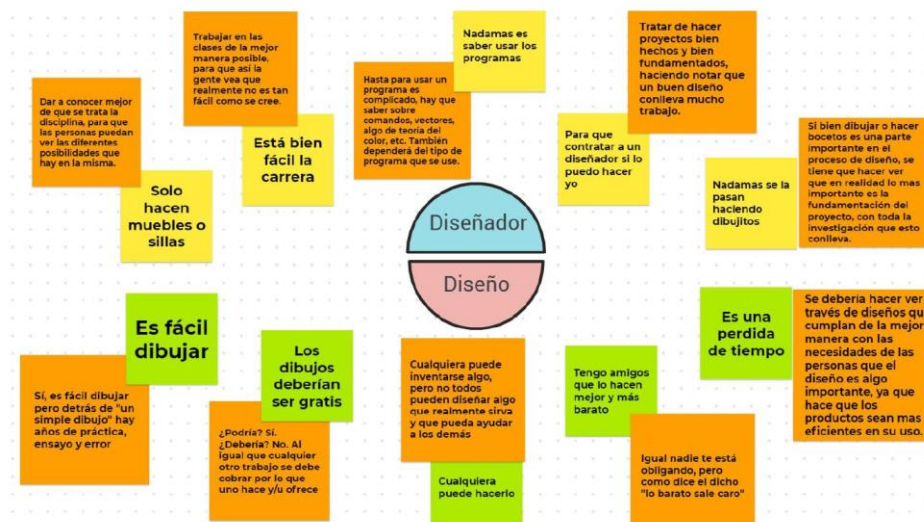 Dar a conocer mejor
de que se trata la
disciplina, para que
las personas puedan
ver las diferentes
posibilidades que
hay en la misma.
Solo
hacen
muebles o
sillas
Trabajar en las
clases de la mejor
manera posible,
para que así la
gente vea que
realmente no es tan
fácil como se cree.
Está bien
fácil la
carrera
Hasta para usar un
programa es
complicado, hay que
saber sobre
comandos, vectores,
algo de teoría del
color, etc. También
dependerá del tipo de
programa que se use.
Nadamas es
saber usar los
programas
Para que
contratar a un
diseñador si lo
puedo hacer
yo
Tratar de hacer
proyectos bien
hechos y bien
fundamentados,
haciendo notar que
un buen diseño
conlleva mucho
trabajo.
Nadamas se la
pasan
haciendo
dibujitos
Si bien dibujar o hacer
bocetos es una parte
importante en el
proceso de diseño, se
tiene que hacer ver
que en realidad lo mas
importante es la
fundamentación del
proyecto, con toda la
investigación que esto
conlleva.
Diseñador
Diseño
Es fácil
dibujar
Sí, es fácil dibujar
pero detrás de "un
simple dibujo" hay
años de práctica,
ensayo y error
Los
dibujos
deberían
ser gratis
¿Podría? Sí.
¿Debería? No. Al
igual que cualquier
otro trabajo se debe
cobrar por lo que
uno hace y/u ofrece
Cualquiera puede
inventarse algo,
pero no todos
pueden diseñar algo
que realmente sirva
y que pueda ayudar
a los demás
Cualquiera
puede hacerlo
Tengo amigos
que lo hacen
mejor y más
barato
Igual nadie te está
obligando, pero
como dice el dicho
"lo barato sale caro"
Es una
perdida
de tiempo
Se debería hacer ver
través de diseños qu
cumplan de la mejor
manera con las
necesidades de las
personas que el
diseño es algo
importante, ya que
hace que los
productos sean mas
eficientes en su uso.